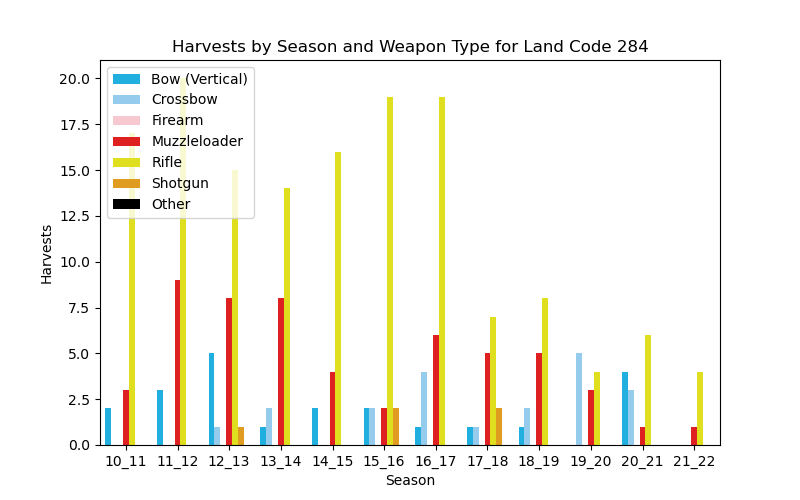 Harvests by Season and Weapon Type for Land Code 284
20.0
17.5
15.0
12.5
10.0
7.5
5.0
2.5
0.0
Harvests
Bow (Vertical)
Crossbow
Firearm
Muzzleloader
Rifle
Shotgun
Other
10_11 11_12 12_13 13_14 14_15 15_16 16_17 17_18 18_19 19_20 20_21 21_22
Season